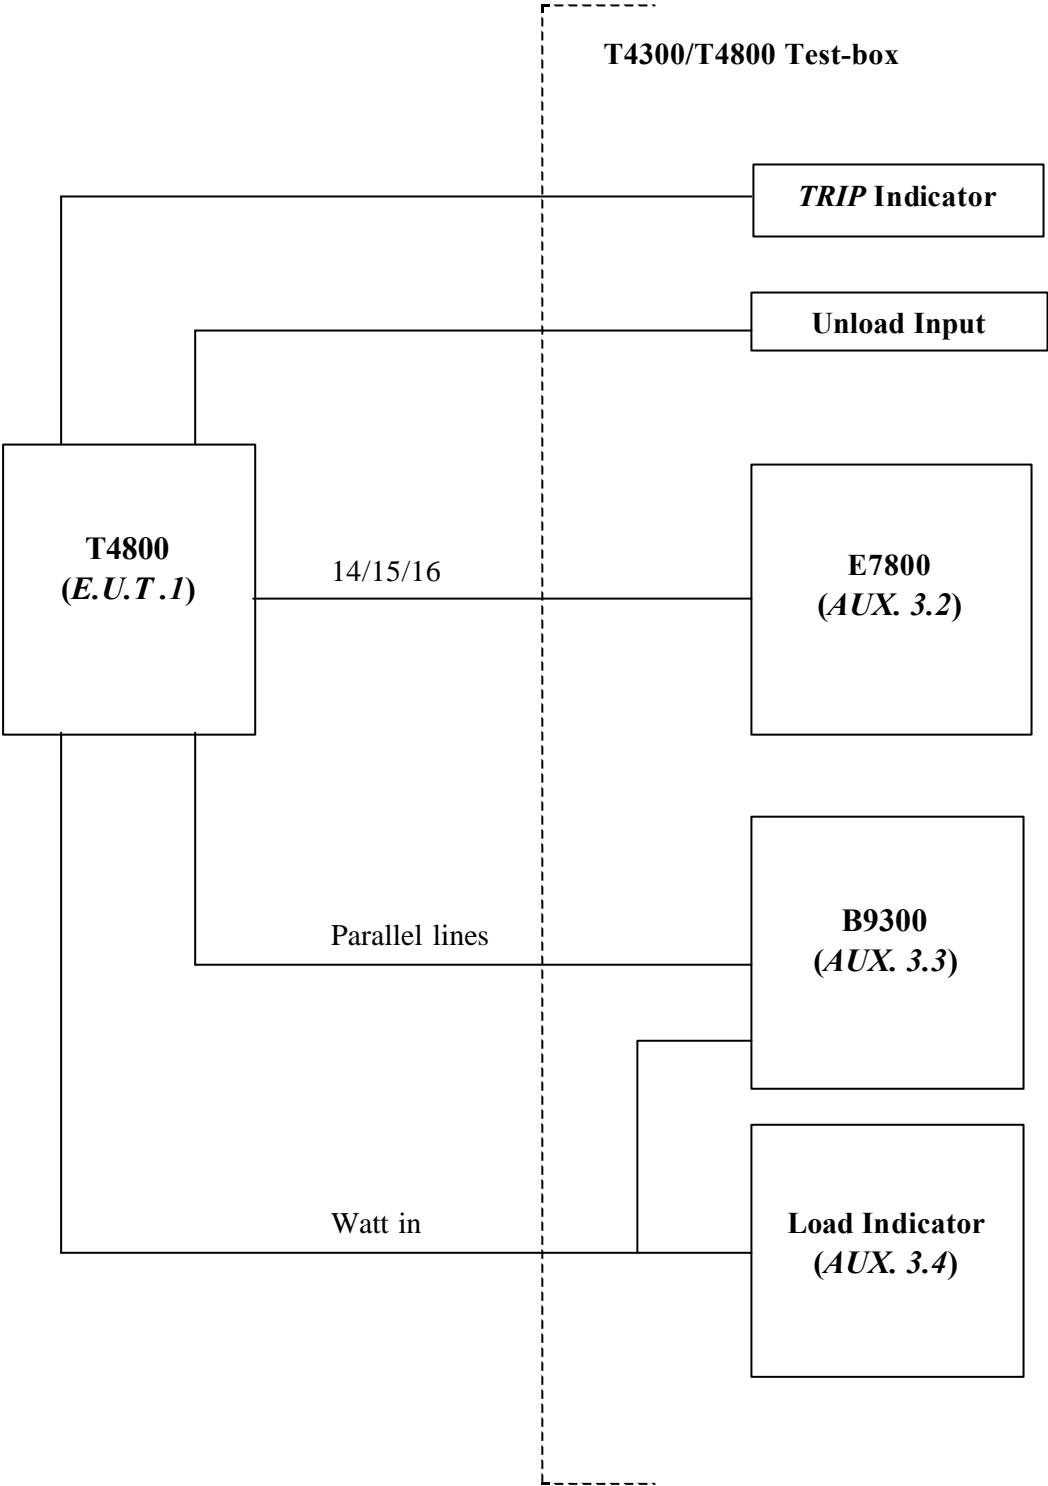 T4300/T4800 Test-box
TRIP Indicator
Unload Input
T4800
(E.U.T .1)
14/15/16
E7800
(AUX. 3.2)
B9300
(AUX. 3.3)
Parallel lines
Load Indicator
(AUX. 3.4)
Watt in